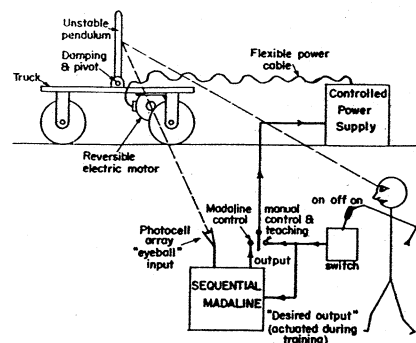 Unstable
pendulum
Damping
& pivot
Truck
Flexible power
cable
Controlled
Power
Supply
Reversible
electric motor
Madaline
control
manual
control &
teaching
on off on
Photocell
array
"eyeball"
input
output
switch
SEQUENTIAL
MADALINE
"Desired output"
(actuated during
training)